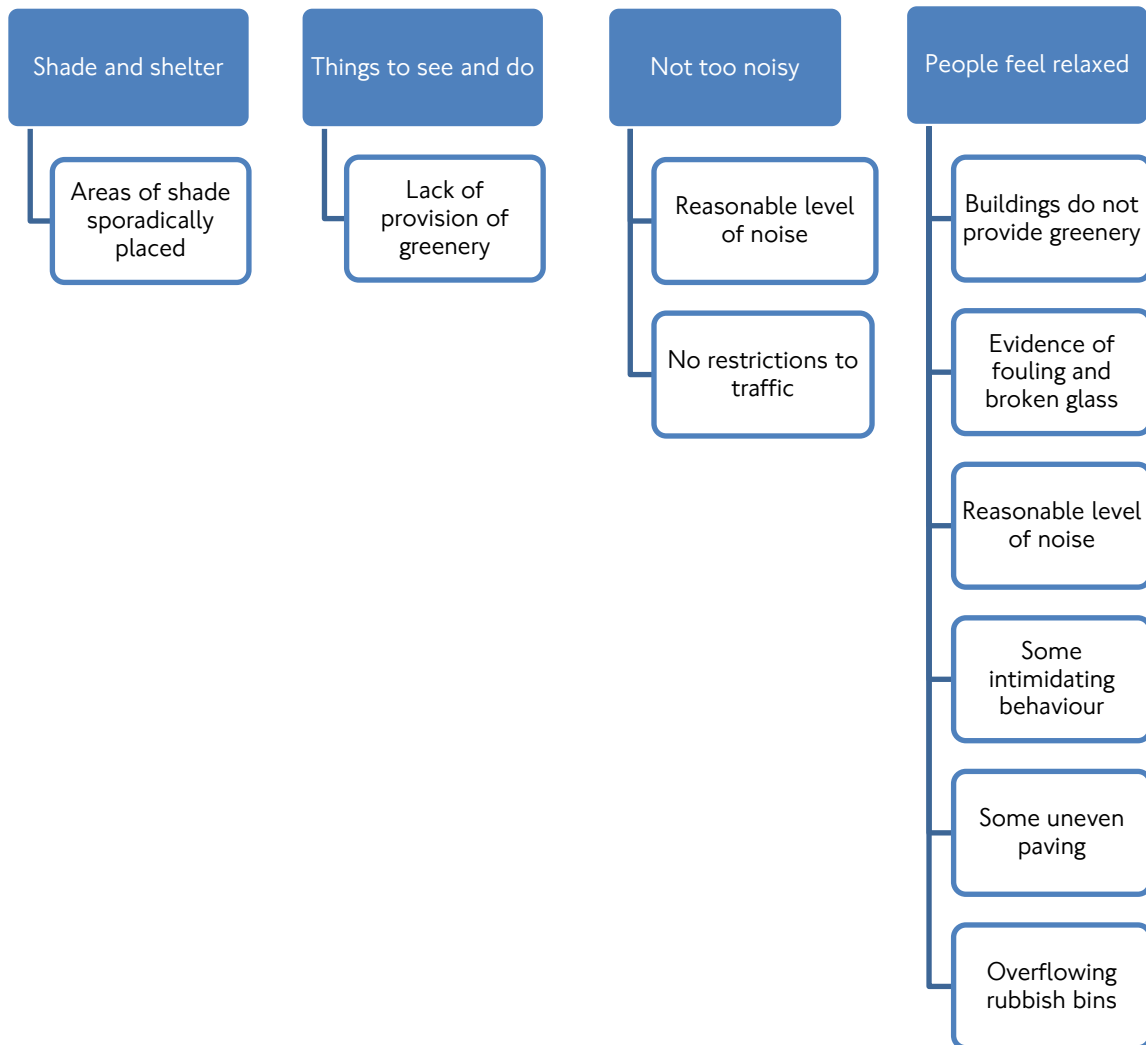 Shade and shelter
Areas of shade
sporadically
placed
Things to see and do
Lack of
provision of
greenery
Not too noisy
Reasonable level
of noise
No restrictions to
traffic
People feel relaxed
Buildings do not
provide greenery
Evidence of
fouling and
broken glass
Reasonable level
of noise
Some
intimidating
behaviour
Some uneven
paving
Overflowing
rubbish bins